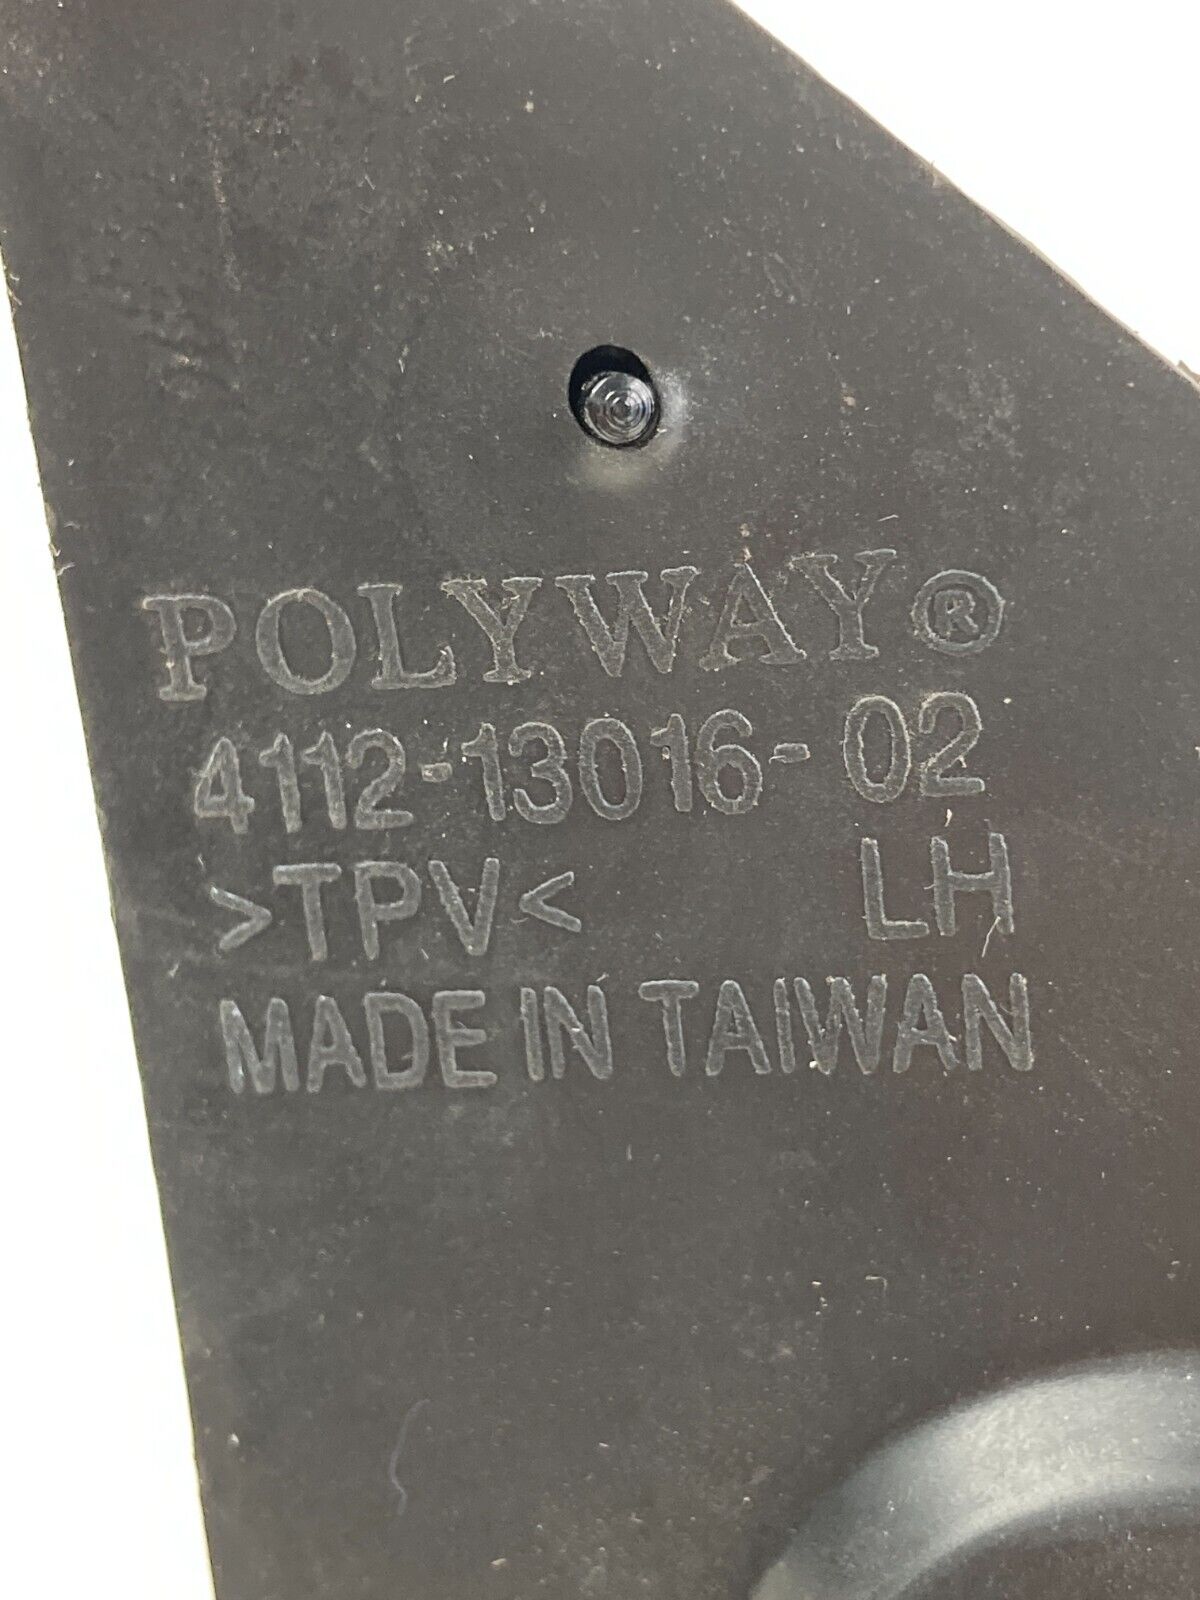 POLYWAY®
4112-13016-02
>TPV< LH
MADE IN TAIWAN